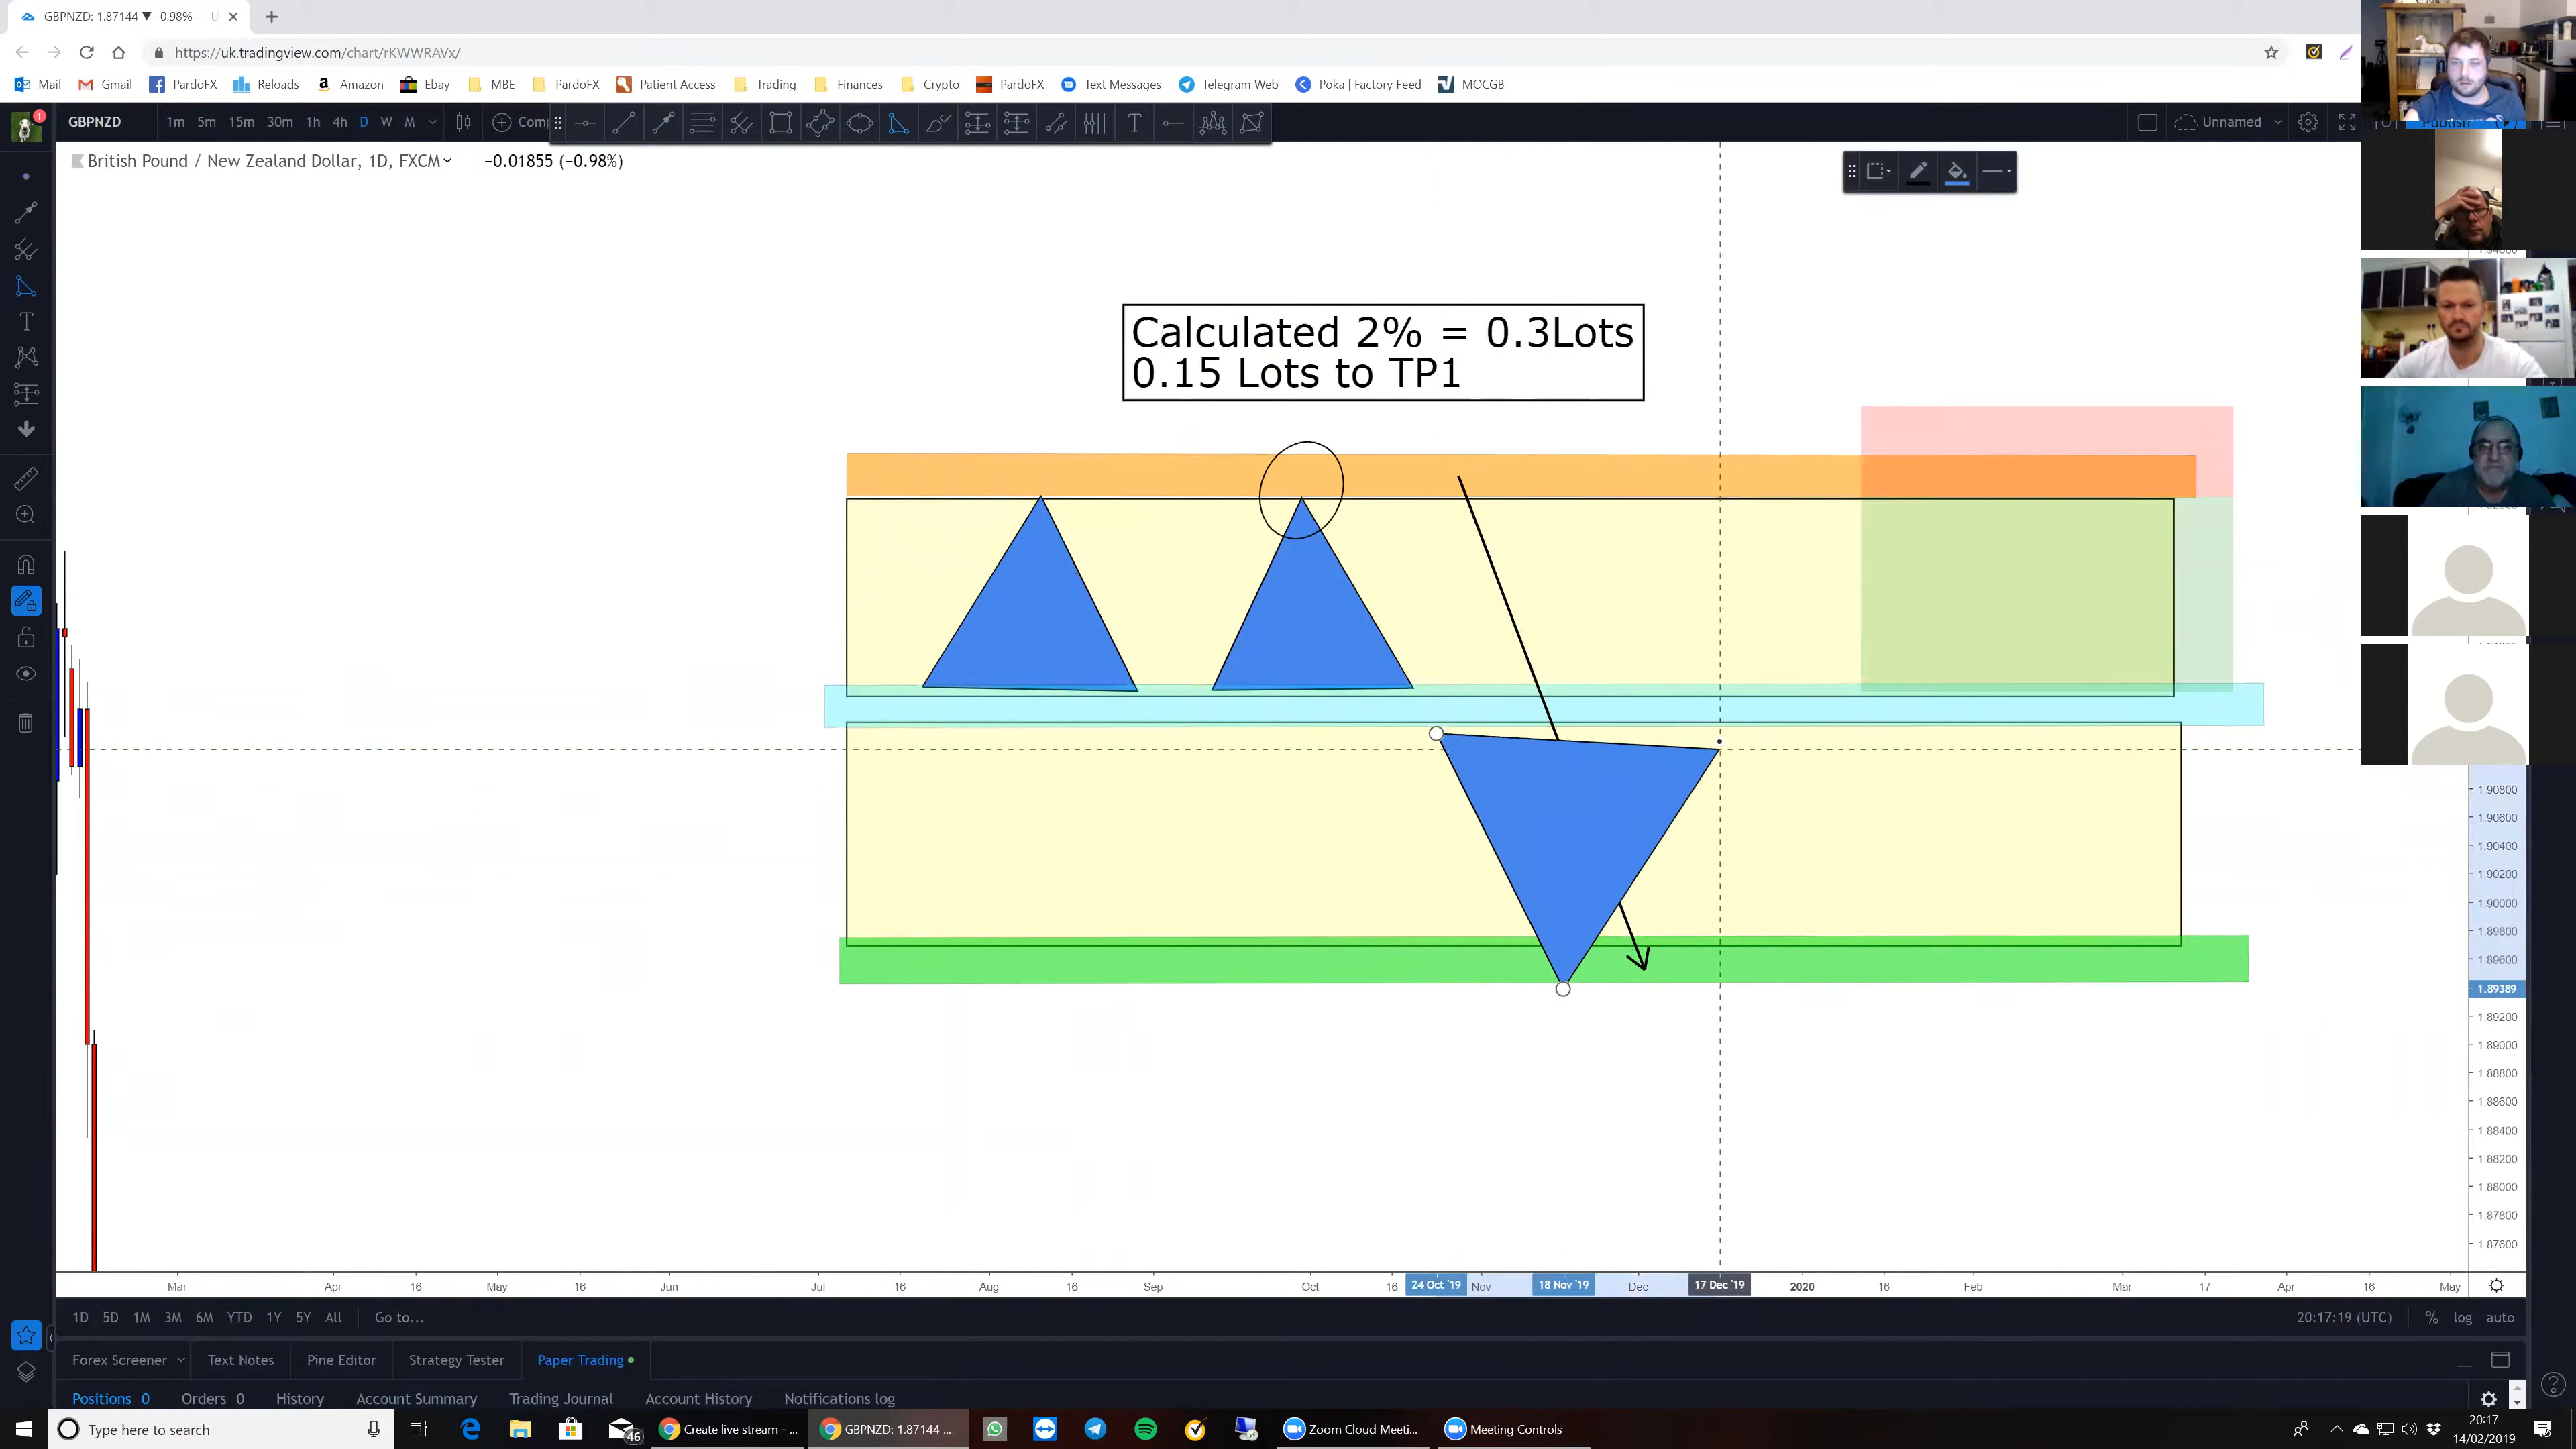 GBPNZD: 1.87144 ▼−0.98% — U
https://uk.tradingview.com/chart/rKWWRAVx/
Mail Gmail PardoFX Reloads Amazon Ebay MBE PardoFX Patient Access Trading Finances Crypto PardoFX Text Messages Telegram Web Poka | Factory Feed MOCGB
1 GBPNZD 1m 5m 15m 30m 1h 4h D W M Comp Unnamed Publish
British Pound / New Zealand Dollar, 1D, FXCM −0.01855 (−0.98%)
Calculated 2% = 0.3Lots
0.15 Lots to TP1
1.90800
1.90600
1.90400
1.90200
1.90000
1.89800
1.89600
1.89389
1.89200
1.89000
1.88800
1.88600
1.88400
1.88200
1.88000
1.87800
1.87600
Mar Apr 16 May 16 Jun Jul 16 Aug 16 Sep Oct 16 24 Oct '19 Nov 18 Nov '19 Dec 17 Dec '19 2020 16 Feb Mar 17 Apr 16 May
1D 5D 1M 3M 6M YTD 1Y 5Y All Go to... 20:17:19 (UTC) % log auto
Forex Screener Text Notes Pine Editor Strategy Tester Paper Trading
Positions 0 Orders 0 History Account Summary Trading Journal Account History Notifications log
Type here to search 46 Create live stream - ... GBPNZD: 1.87144 ... Zoom Cloud Meeti... Meeting Controls 20:17
14/02/2019